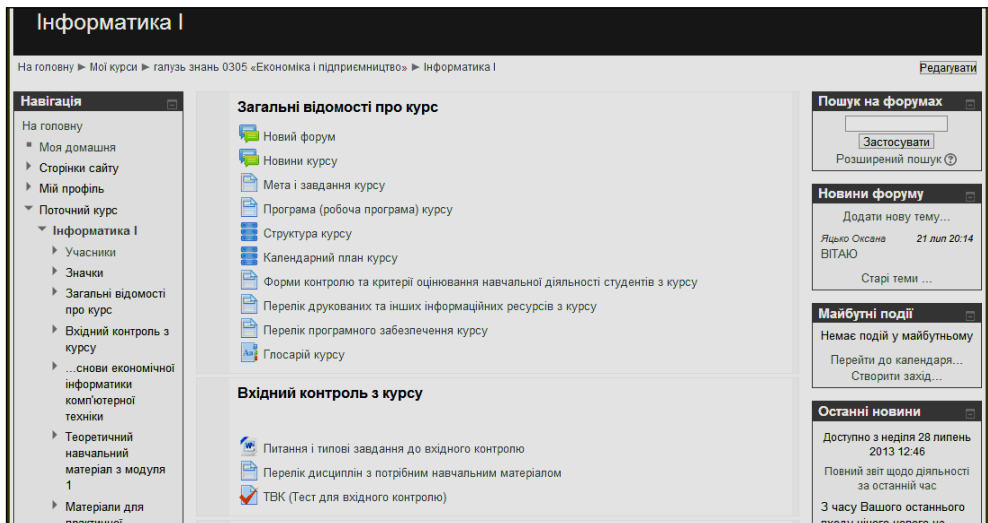 Інформатика І
На головну ► Мої курси ► галузь знань 0305 «Економіка і підприємництво» ► Інформатика І
Редагувати
Навігація
На головну
Моя домашня
Сторінки сайту
Мій профіль
Поточний курс
Інформатика І
Учасники
Значки
Загальні відомості
про курс
Вхідний контроль з
курсу
...снови економічної
інформатики
комп'ютерної
техніки
Теоретичний
навчальний
матеріал з модуля
1
Матеріали для
практичної
Загальні відомості про курс
Новий форум
Новини курсу
Мета і завдання курсу
Програма (робоча програма) курсу
Структура курсу
Календарний план курсу
Форми контролю та критерії оцінювання навчальної діяльності студентів з курсу
Перелік друкованих та інших інформаційних ресурсів з курсу
Перелік програмного забезпечення курсу
Глосарій курсу
Вхідний контроль з курсу
Питання і типові завдання до вхідного контролю
Перелік дисциплін з потрібним навчальним матеріалом
ТВК (Тест для вхідного контролю)
Пошук на форумах
Застосувати
Розширений пошук
Новини форуму
Додати нову тему...
Яцько Оксана 21 лип 20:14
ВІТАЮ
Старі теми ...
Майбутні події
Немає подій у майбутньому
Перейти до календаря...
Створити захід...
Останні новини
Доступно з неділя 28 липень
2013 12:46
Повний звіт щодо діяльності
за останній час
З часу Вашого останнього
входу нічого нового не